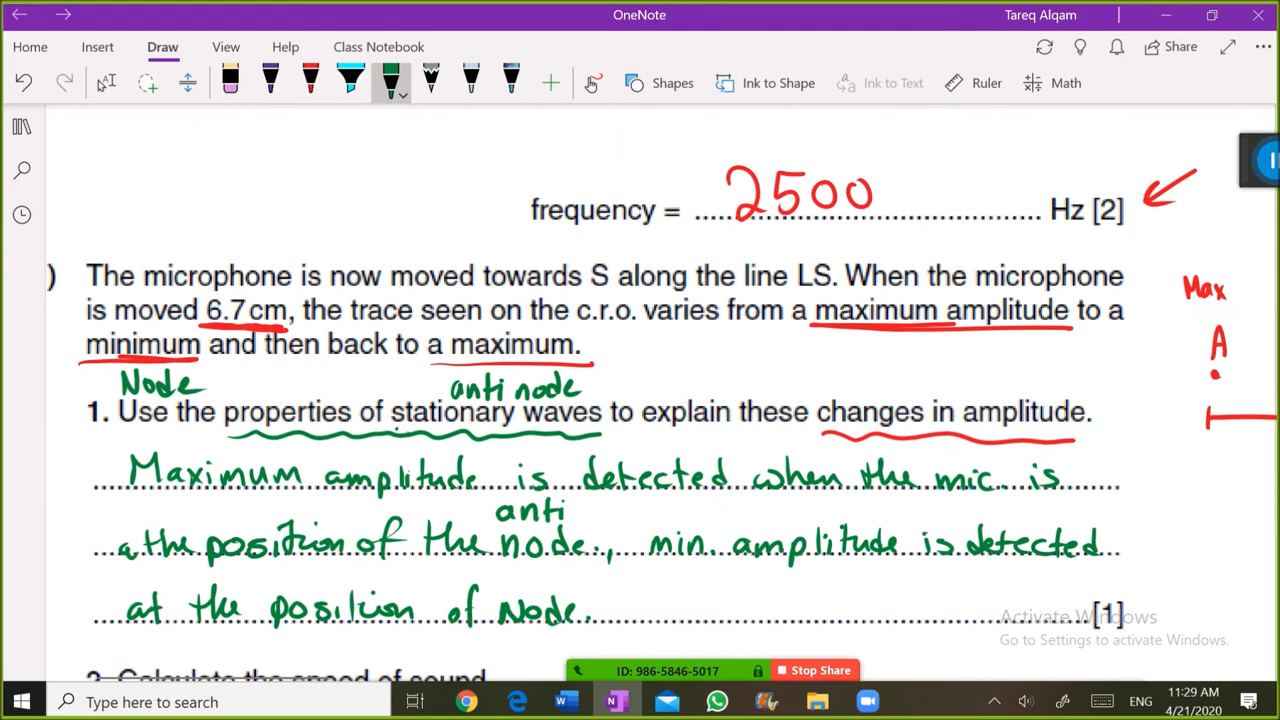 OneNote
Tareq Alqam
Home Insert Draw View Help Class Notebook
Share
Shapes Ink to Shape Ink to Text Ruler Math
2500
frequency = ........................................ Hz [2]
) The microphone is now moved towards S along the line LS. When the microphone
is moved 6.7 cm, the trace seen on the c.r.o. varies from a maximum amplitude to a
minimum and then back to a maximum.
Node anti node
1. Use the properties of stationary waves to explain these changes in amplitude.
Maximum amplitude is detected when the mic. is
anti
a the position of the node., min. amplitude is detected
at the position of Node.
[1]
Max
A
2. Calculate the speed of sound
Activate Windows
Go to Settings to activate Windows.
ID: 986-5846-5017 Stop Share
Type here to search
ENG
11:29 AM
4/21/2020